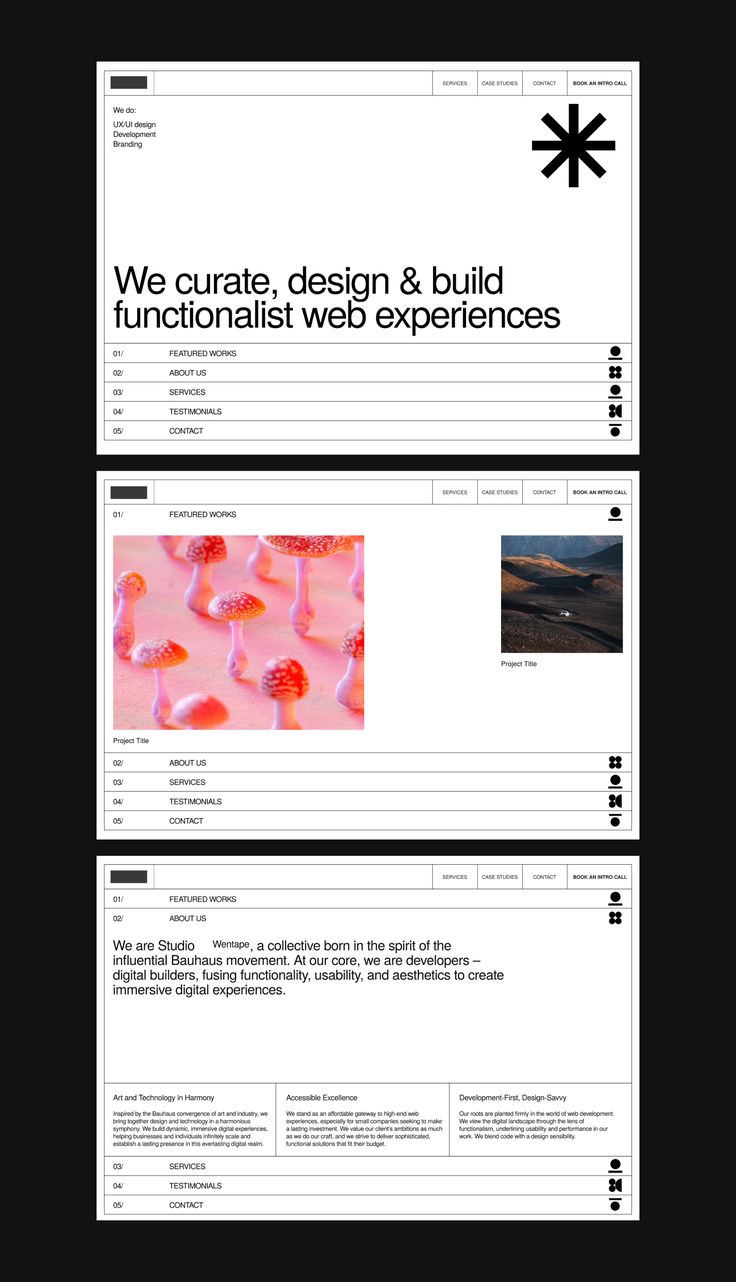 SERVICES
CASE STUDIES
CONTACT
BOOK AN INTRO CALL
We do:
UX/UI design
Development
Branding
We curate, design & build
functionalist web experiences
01/ FEATURED WORKS
02/ ABOUT US
03/ SERVICES
04/ TESTIMONIALS
05/ CONTACT
SERVICES
CASE STUDIES
CONTACT
BOOK AN INTRO CALL
01/ FEATURED WORKS
Project Title
Project Title
02/ ABOUT US
03/ SERVICES
04/ TESTIMONIALS
05/ CONTACT
SERVICES
CASE STUDIES
CONTACT
BOOK AN INTRO CALL
01/ FEATURED WORKS
02/ ABOUT US
We are Studio Wentape, a collective born in the spirit of the
influential Bauhaus movement. At our core, we are developers –
digital builders, fusing functionality, usability, and aesthetics to create
immersive digital experiences.
Art and Technology in Harmony
Inspired by the Bauhaus convergence of art and industry, we
bring together design and technology in a harmonious
symphony. We build dynamic, immersive digital experiences,
helping businesses and individuals infinitely scale and
establish a lasting presence in this everlasting digital realm.
Accessible Excellence
We stand as an affordable gateway to high-end web
experiences, especially for small companies seeking to make
a lasting investment. We value our client's ambitions as much
as we do our craft, and we strive to deliver sophisticated,
functional solutions that fit their budget.
Development-First, Design-Savvy
Our roots are planted firmly in the world of web development.
We view the digital landscape through the lens of
functionalism, underlining usability and performance in our
work. We blend code with a design sensibility.
03/ SERVICES
04/ TESTIMONIALS
05/ CONTACT